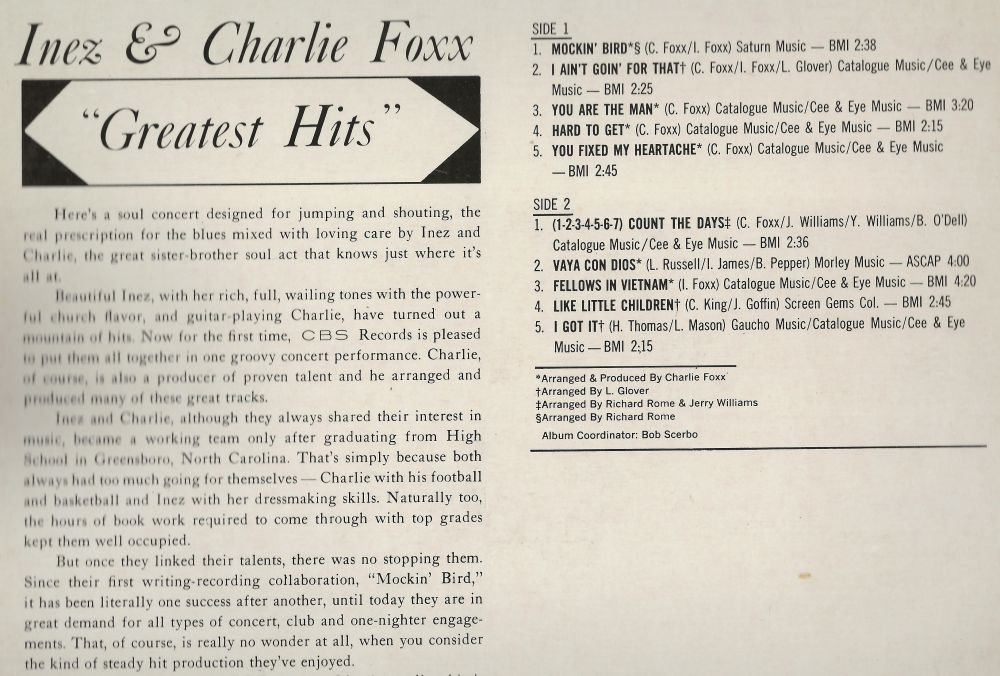 Inez & Charlie Foxx
“Greatest Hits”
Here's a soul concert designed for jumping and shouting, the
real prescription for the blues mixed with loving care by Inez and
Charlie, the great sister-brother soul act that knows just where it's
all at.
Beautiful Inez, with her rich, full, wailing tones with the power-
ful church flavor, and guitar-playing Charlie, have turned out a
mountain of hits. Now for the first time, CBS Records is pleased
to put them all together in one groovy concert performance. Charlie,
of course, is also a producer of proven talent and he arranged and
produced many of these great tracks.
Inez and Charlie, although they always shared their interest in
music, became a working team only after graduating from High
School in Greensboro, North Carolina. That's simply because both
always had too much going for themselves — Charlie with his football
and basketball and Inez with her dressmaking skills. Naturally too,
the hours of book work required to come through with top grades
kept them well occupied.
But once they linked their talents, there was no stopping them.
Since their first writing-recording collaboration, “Mockin' Bird,”
it has been literally one success after another, until today they are in
great demand for all types of concert, club and one-nighter engage-
ments. That, of course, is really no wonder at all, when you consider
the kind of steady hit production they've enjoyed.
SIDE 1
1. MOCKIN' BIRD*§ (C. Foxx/I. Foxx) Saturn Music — BMI 2:38
2. I AIN'T GOIN' FOR THAT† (C. Foxx/I. Foxx/L. Glover) Catalogue Music/Cee & Eye
Music — BMI 2:25
3. YOU ARE THE MAN* (C. Foxx) Catalogue Music/Cee & Eye Music — BMI 3:20
4. HARD TO GET* (C. Foxx) Catalogue Music/Cee & Eye Music — BMI 2:15
5. YOU FIXED MY HEARTACHE* (C. Foxx) Catalogue Music/Cee & Eye Music
— BMI 2:45
SIDE 2
1. (1-2-3-4-5-6-7) COUNT THE DAYS‡ (C. Foxx/J. Williams/Y. Williams/B. O'Dell)
Catalogue Music/Cee & Eye Music — BMI 2:36
2. VAYA CON DIOS* (L. Russell/I. James/B. Pepper) Morley Music — ASCAP 4:00
3. FELLOWS IN VIETNAM* (I. Foxx) Catalogue Music/Cee & Eye Music — BMI 4:20
4. LIKE LITTLE CHILDREN† (C. King/J. Goffin) Screen Gems Col. — BMI 2:45
5. I GOT IT† (H. Thomas/L. Mason) Gaucho Music/Catalogue Music/Cee & Eye
Music — BMI 2:15
*Arranged & Produced By Charlie Foxx
†Arranged By L. Glover
‡Arranged By Richard Rome & Jerry Williams
§Arranged By Richard Rome
Album Coordinator: Bob Scerbo